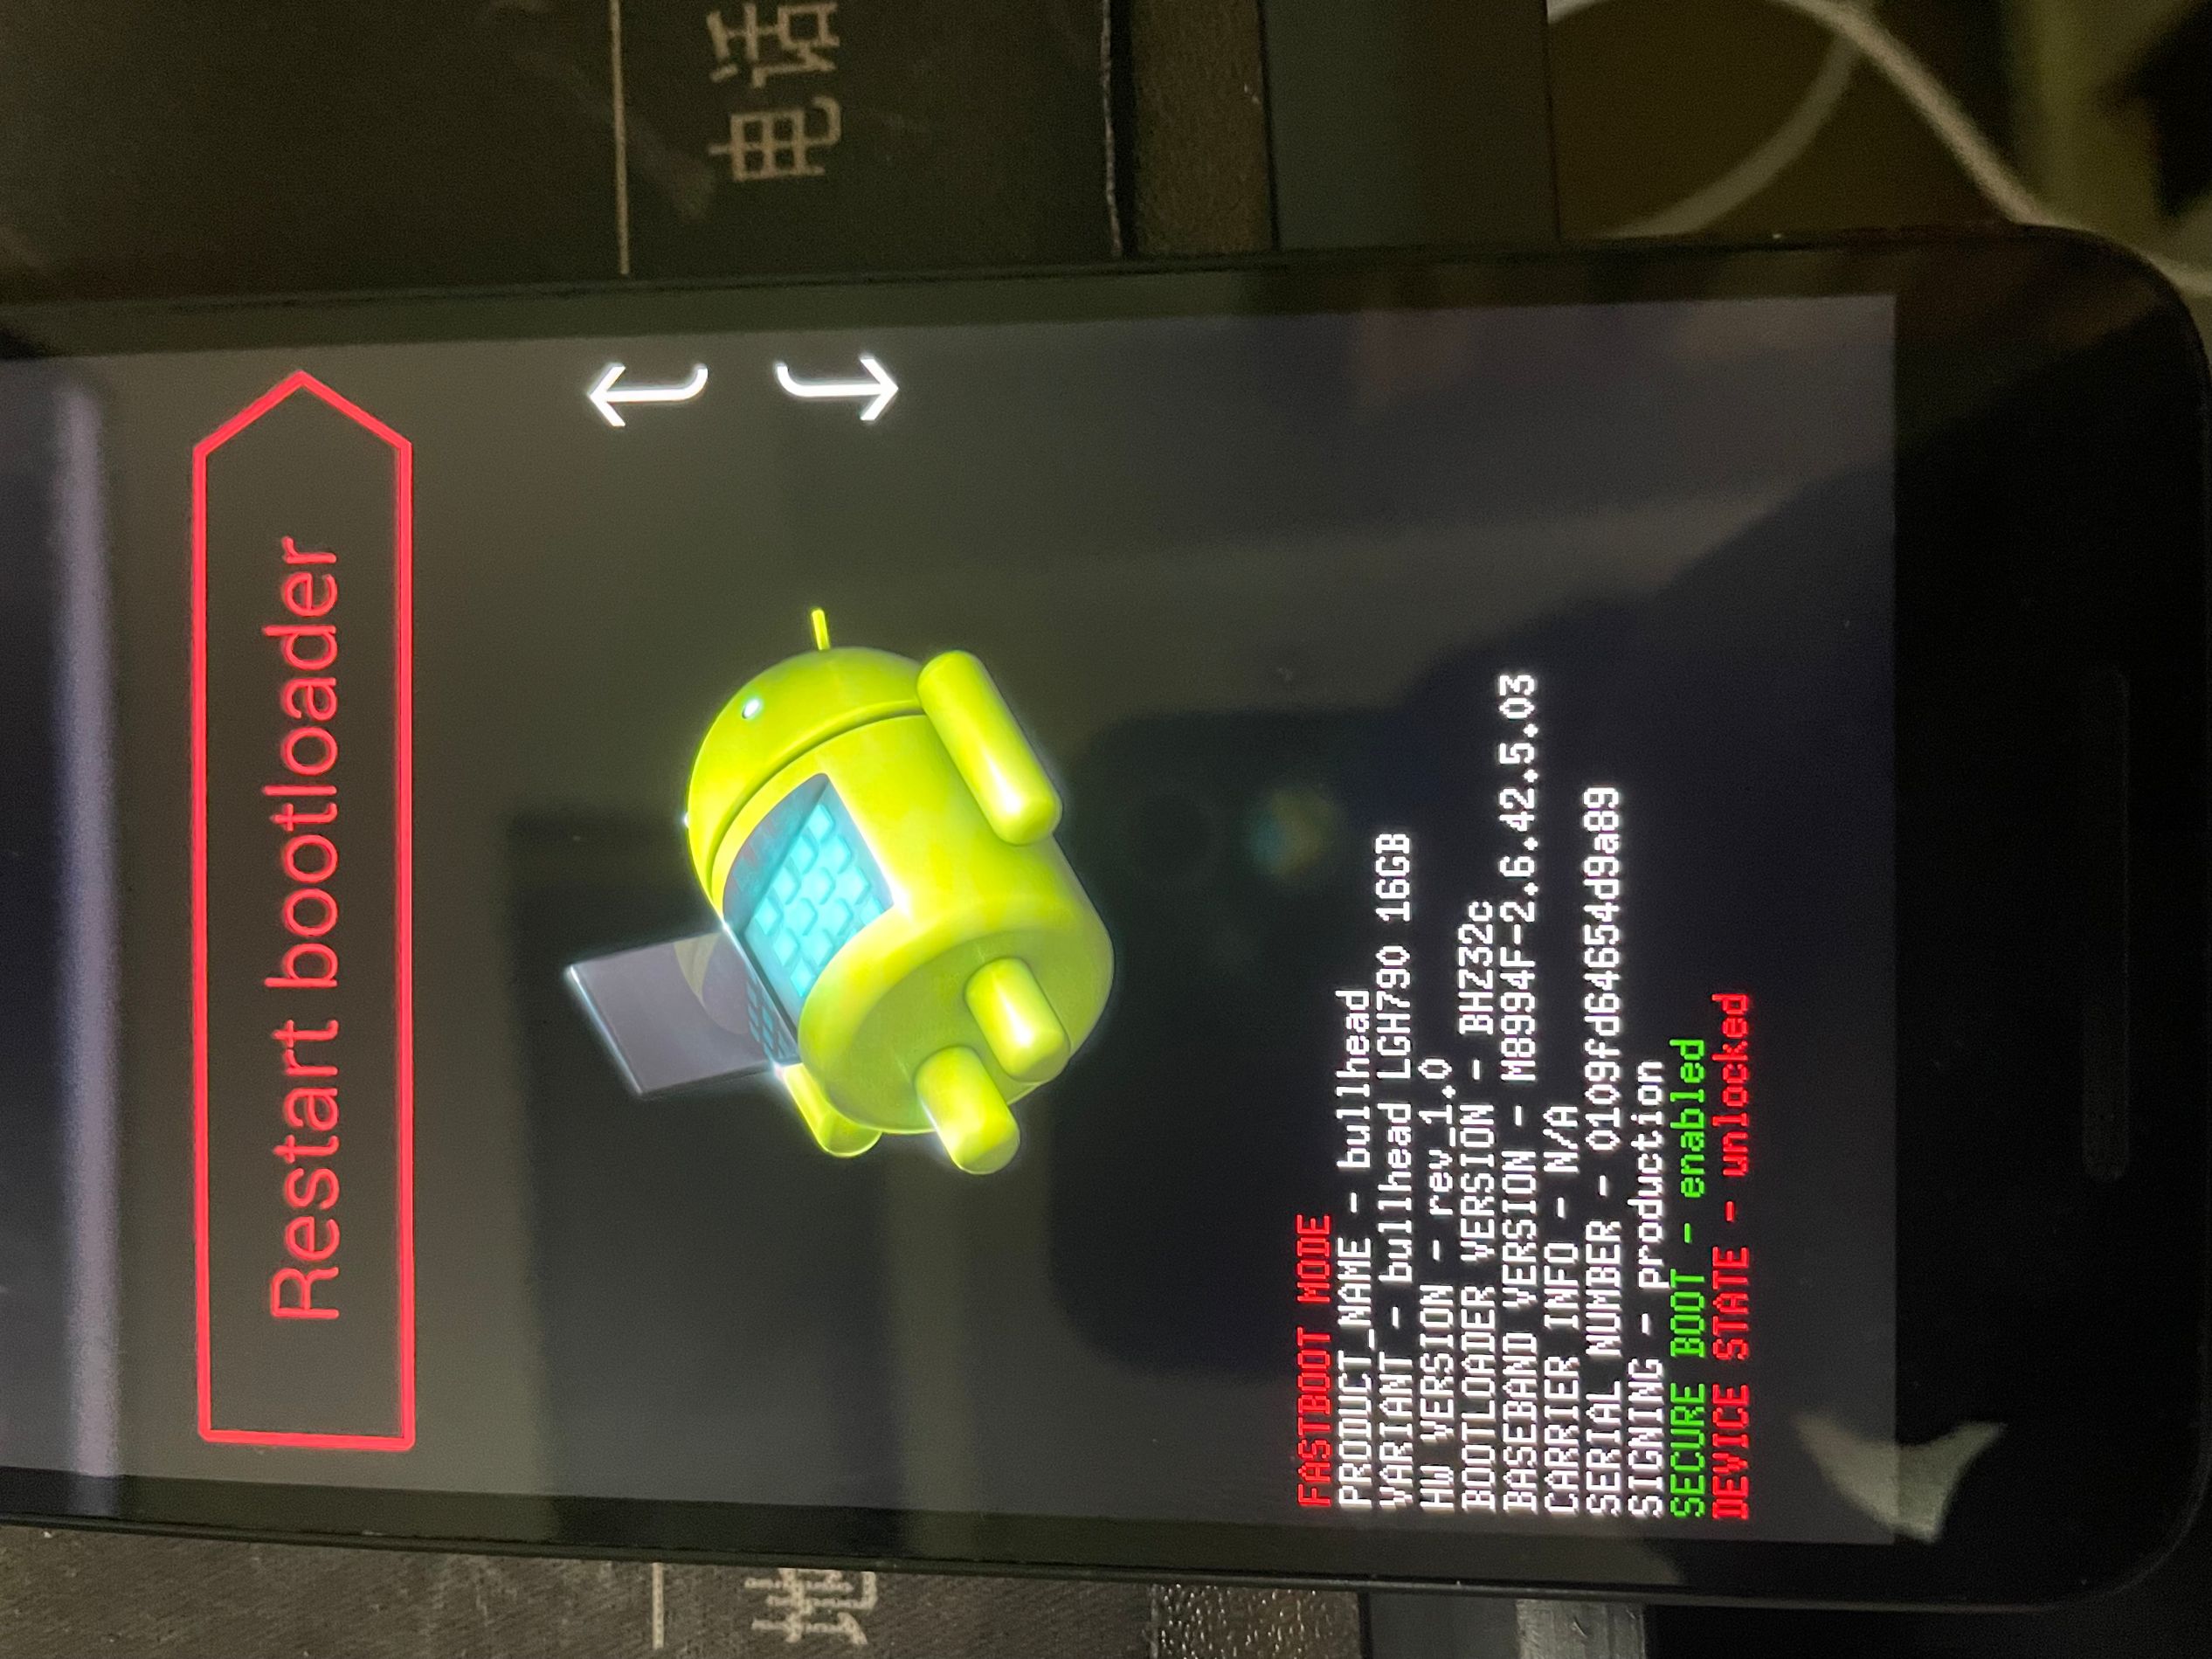 Restart bootloader
地
电话
FASTBOOT MODE
PRODUCT_NAME - bullhead
VARIANT - bullhead LGH790 16GB
HW VERSION - rev_1.0
BOOTLOADER VERSION - BHZ32c
BASEBAND VERSION - M8994F-2.6.42.5.03
CARRIER INFO - N/A
SERIAL NUMBER - 0109fd64654d9a89
SIGNING - production
SECURE BOOT - enabled
DEVICE STATE - unlocked